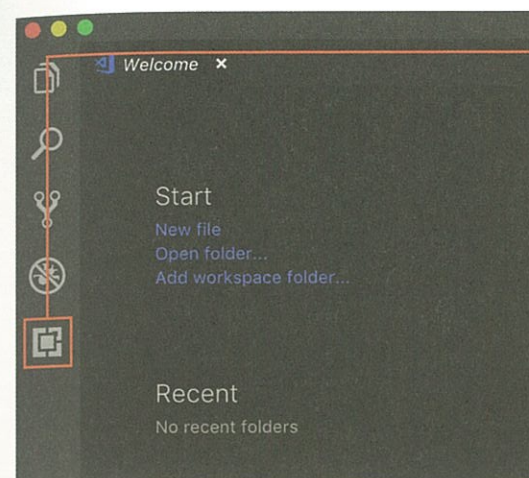 Welcome ×
Start
New file
Open folder...
Add workspace folder...
Recent
No recent folders